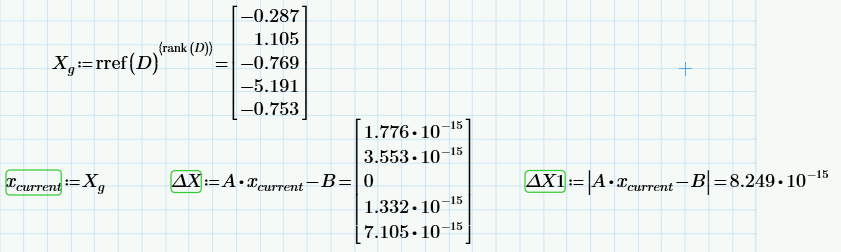 X_g := rref(D)^⟨rank(D)⟩ = [−0.287
1.105
−0.769
−5.191
−0.753]
x_current := X_g ΔX := A · x_current − B = [1.776 · 10^−15
3.553 · 10^−15
0
1.332 · 10^−15
7.105 · 10^−15] ΔX1 := |A · x_current − B| = 8.249 · 10^−15